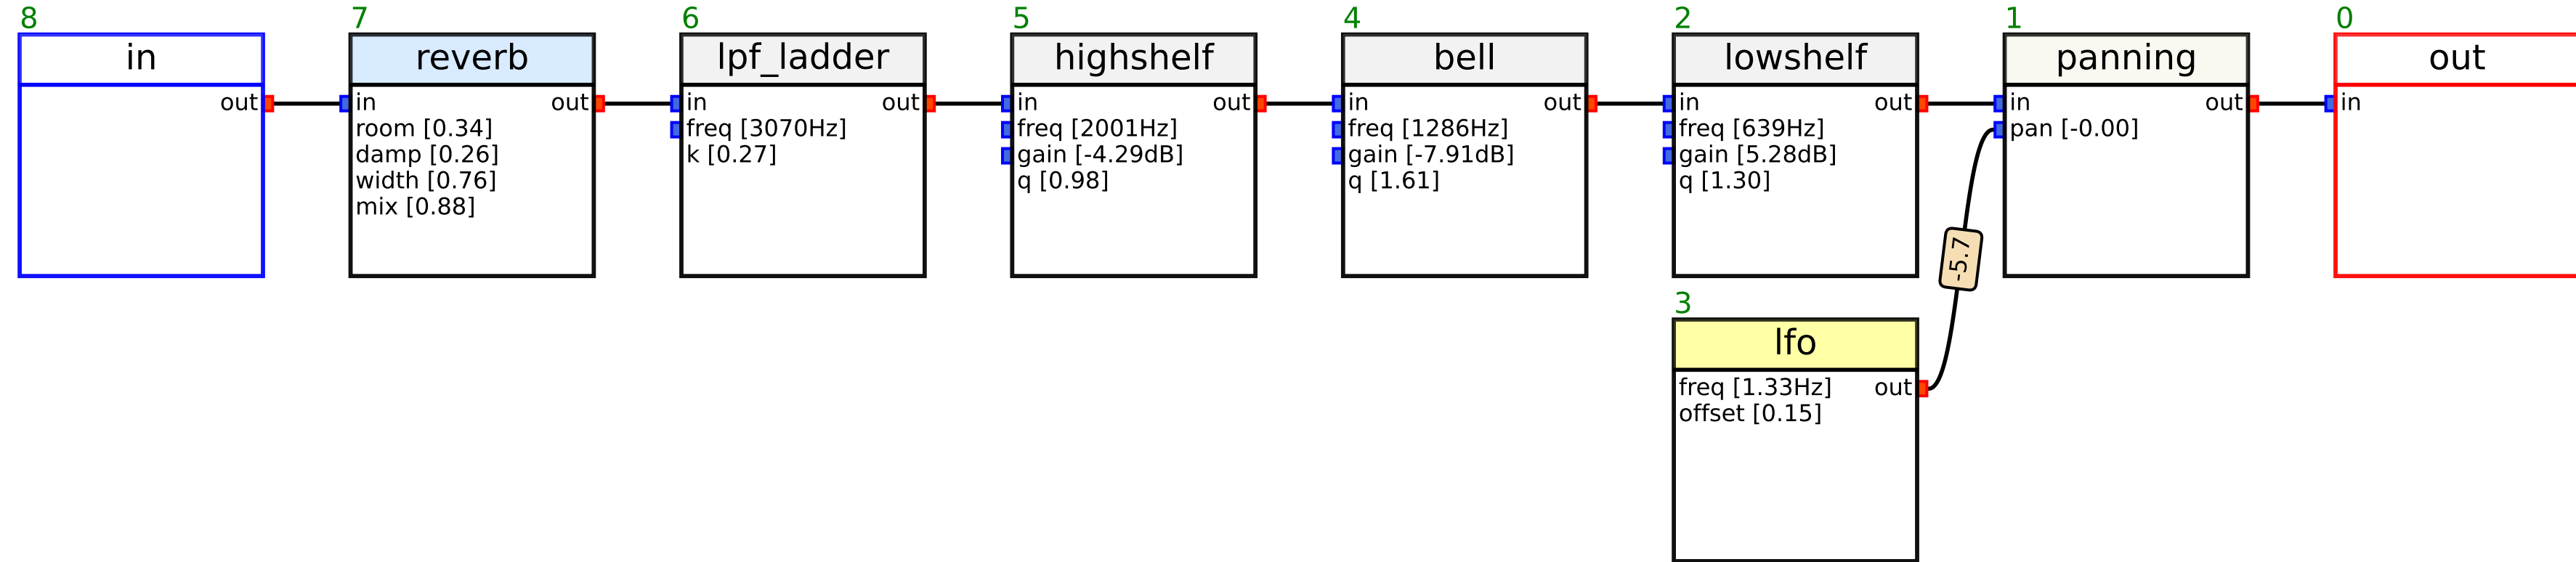 8
in
out
7
reverb
in out
room [0.34]
damp [0.26]
width [0.76]
mix [0.88]
6
lpf_ladder
in out
freq [3070Hz]
k [0.27]
5
highshelf
in out
freq [2001Hz]
gain [-4.29dB]
q [0.98]
4
bell
in out
freq [1286Hz]
gain [-7.91dB]
q [1.61]
2
lowshelf
in out
freq [639Hz]
gain [5.28dB]
q [1.30]
1
panning
in out
pan [-0.00]
0
out
in
-5.7
3
lfo
freq [1.33Hz] out
offset [0.15]